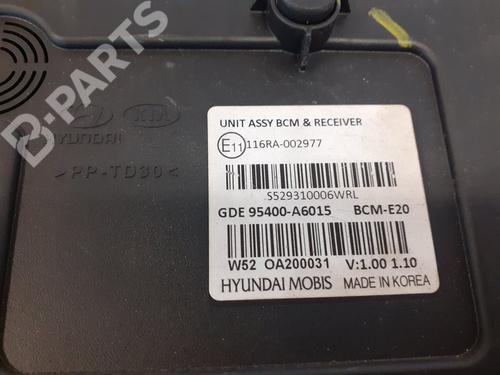 B-PARTS
HYUNDAI KIA
>PP-TD30<
UNIT ASSY BCM & RECEIVER
E11 116RA-002977
S529310006WRL
GDE 95400-A6015 BCM-E20
W52 OA200031 V:1.00 1.10
HYUNDAI MOBIS MADE IN KOREA